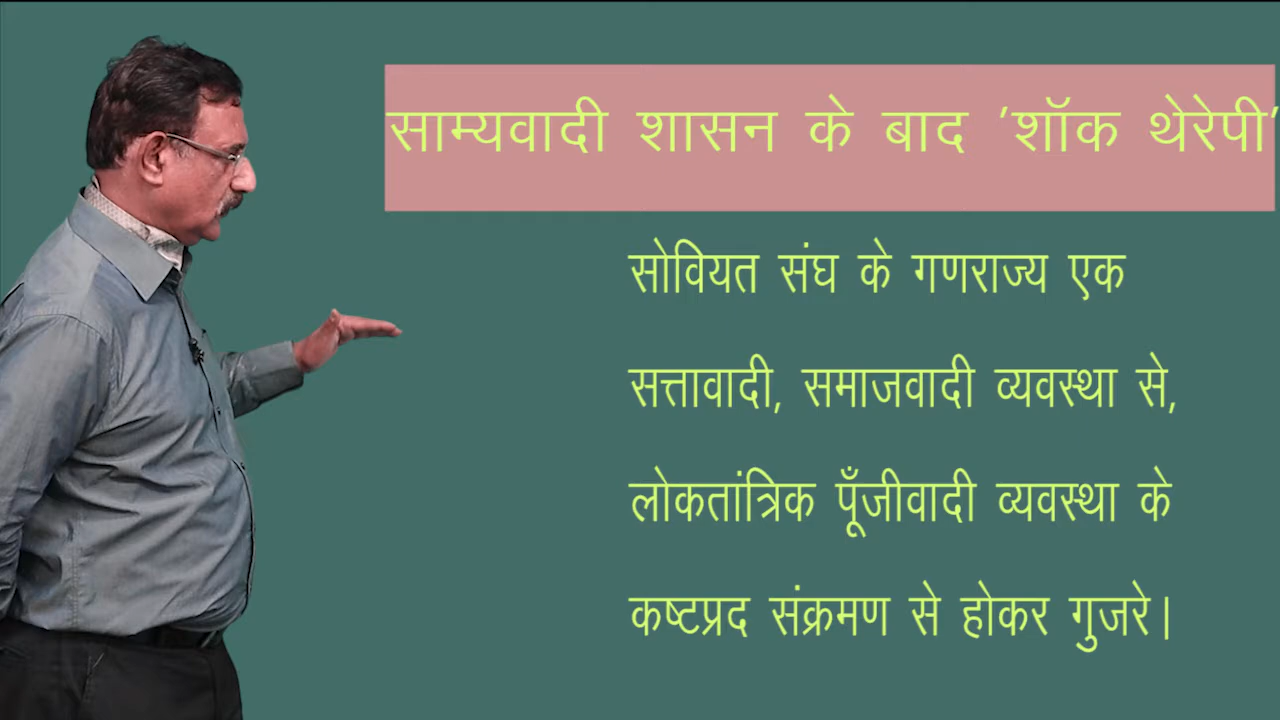 साम्यवादी शासन के बाद 'शॉक थेरेपी'
सोवियत संघ के गणराज्य एक
सत्तावादी, समाजवादी व्यवस्था से,
लोकतांत्रिक पूँजीवादी व्यवस्था के
कष्टप्रद संक्रमण से होकर गुजरे।